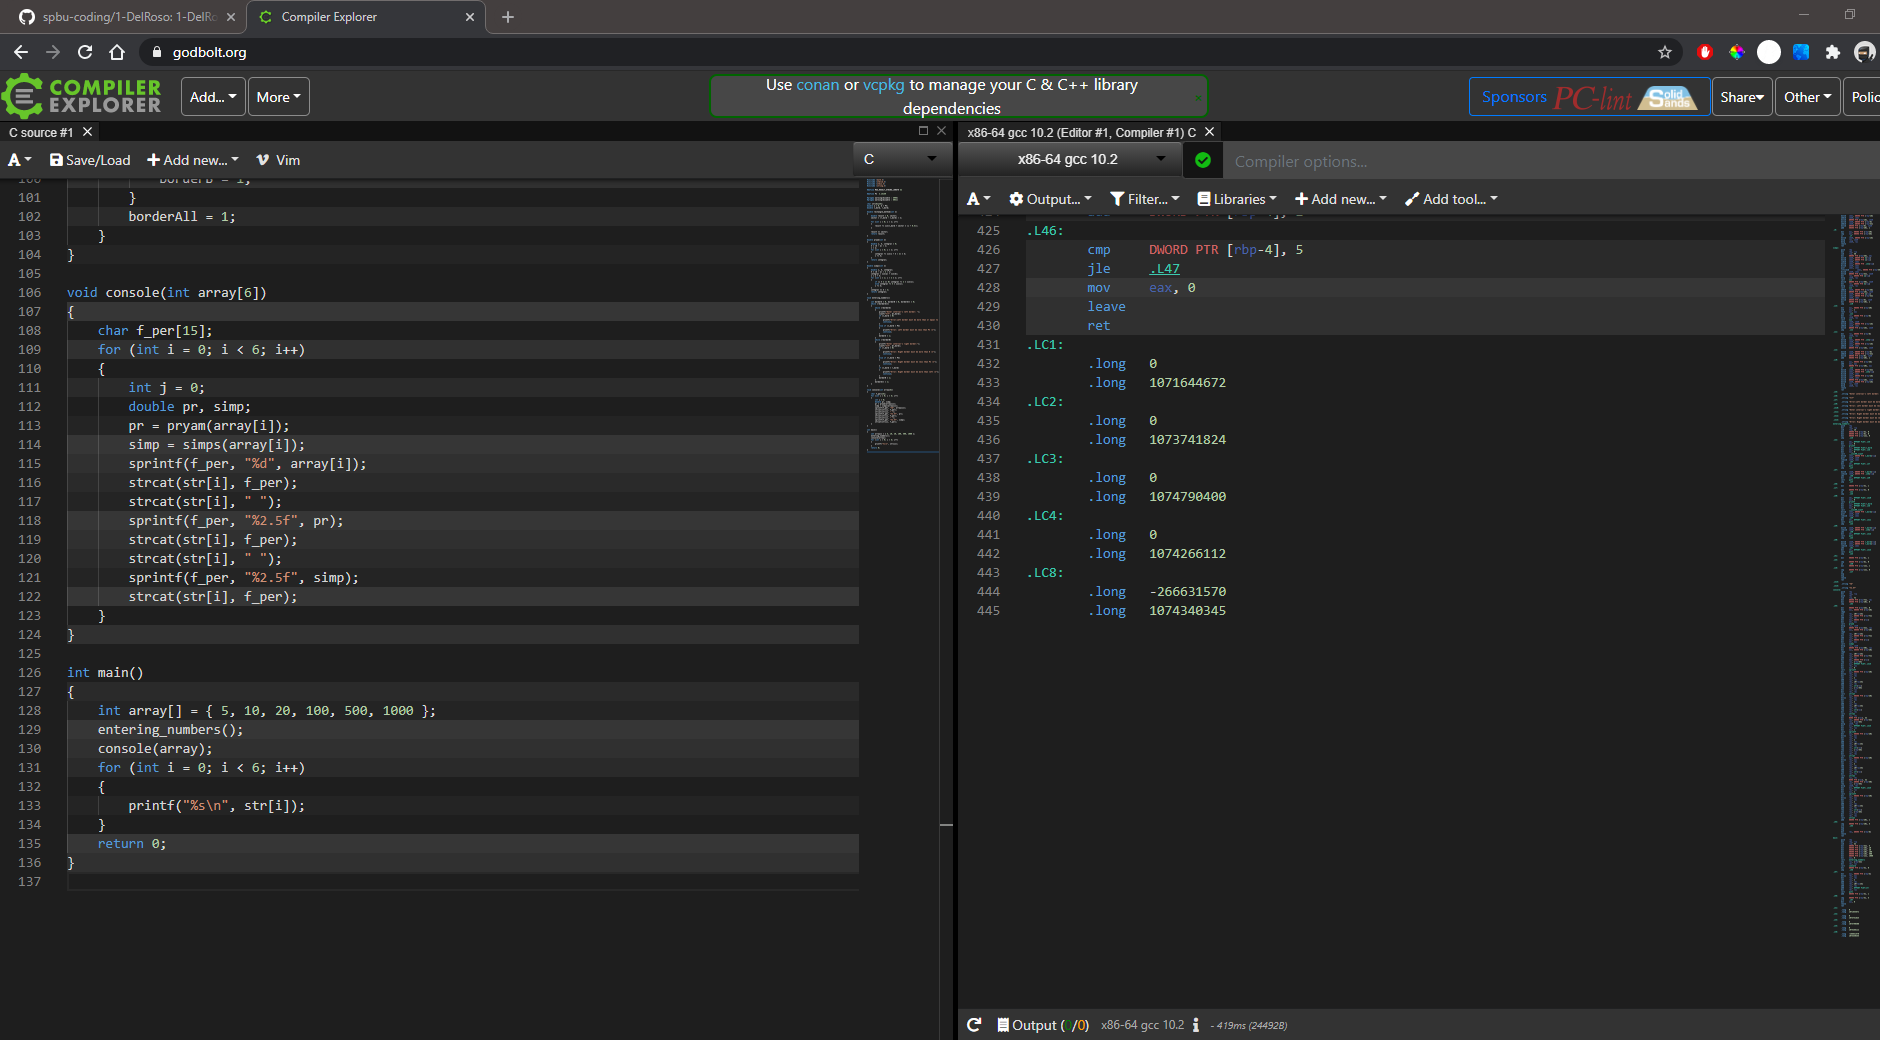 spbu-coding/1-DelRoso: 1-DelRo
Compiler Explorer
godbolt.org
COMPILER
EXPLORER
Add...
More
Use conan or vcpkg to manage your C & C++ library
dependencies
Sponsors PC-lint Solid Sands
Share
Other
Polic
C source #1
A
Save/Load
Add new...
Vim
C
101 }
102 borderAll = 1;
103 }
104 }
105
106 void console(int array[6])
107 {
108 char f_per[15];
109 for (int i = 0; i < 6; i++)
110 {
111 int j = 0;
112 double pr, simp;
113 pr = pryam(array[i]);
114 simp = simps(array[i]);
115 sprintf(f_per, "%d", array[i]);
116 strcat(str[i], f_per);
117 strcat(str[i], " ");
118 sprintf(f_per, "%2.5f", pr);
119 strcat(str[i], f_per);
120 strcat(str[i], " ");
121 sprintf(f_per, "%2.5f", simp);
122 strcat(str[i], f_per);
123 }
124 }
125
126 int main()
127 {
128 int array[] = { 5, 10, 20, 100, 500, 1000 };
129 entering_numbers();
130 console(array);
131 for (int i = 0; i < 6; i++)
132 {
133 printf("%s\n", str[i]);
134 }
135 return 0;
136 }
137
x86-64 gcc 10.2 (Editor #1, Compiler #1) C
x86-64 gcc 10.2
Compiler options...
A
Output...
Filter...
Libraries
Add new...
Add tool...
425 .L46:
426 cmp DWORD PTR [rbp-4], 5
427 jle .L47
428 mov eax, 0
429 leave
430 ret
431 .LC1:
432 .long 0
433 .long 1071644672
434 .LC2:
435 .long 0
436 .long 1073741824
437 .LC3:
438 .long 0
439 .long 1074790400
440 .LC4:
441 .long 0
442 .long 1074266112
443 .LC8:
444 .long -266631570
445 .long 1074340345
Output (0/0) x86-64 gcc 10.2 i - 419ms (24492B)